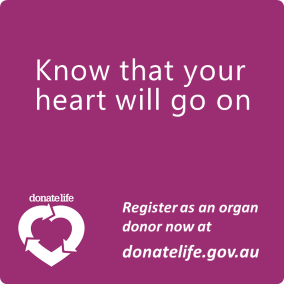 Know that your
heart will go on
donatelife
Register as an organ
donor now at
donatelife.gov.au